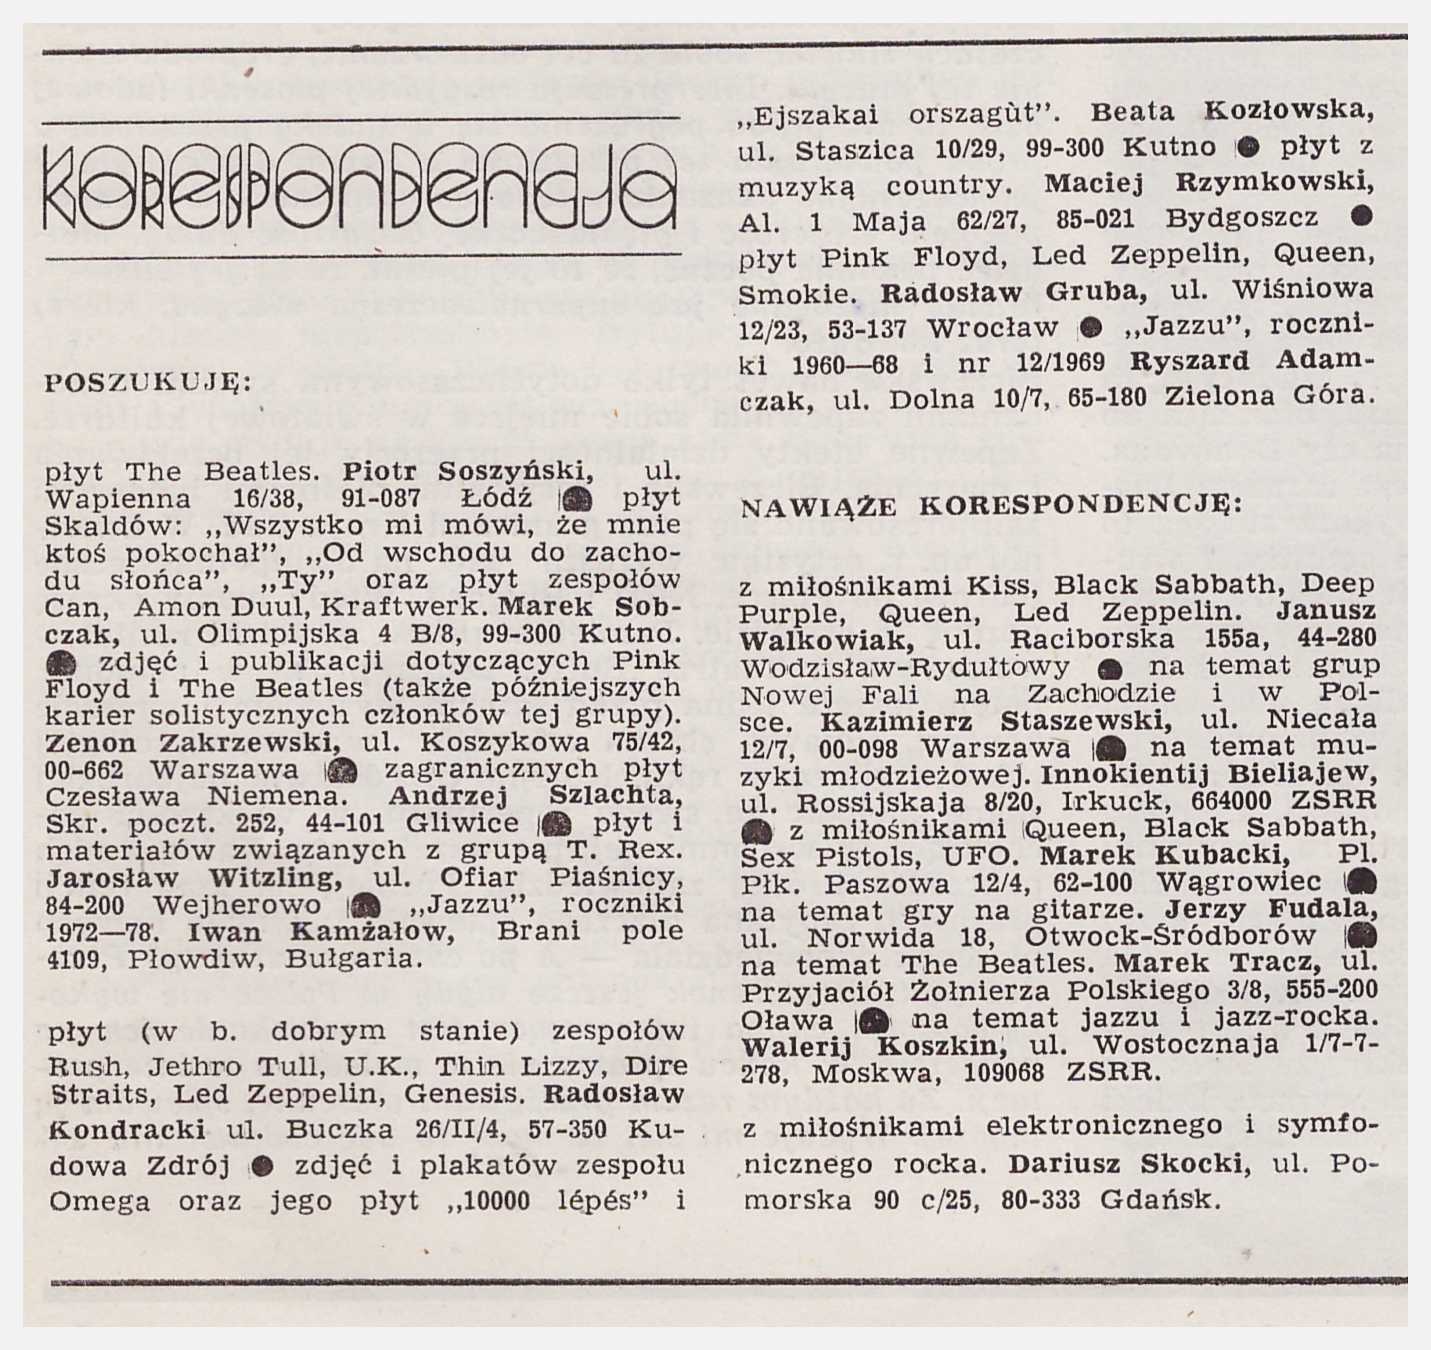 KORESPONDENCJA
POSZUKUJĘ:
płyt The Beatles. Piotr Soszyński, ul.
Wapienna 16/38, 91-087 Łódź ● płyt
Skaldów: „Wszystko mi mówi, że mnie
ktoś pokochał”, „Od wschodu do zacho-
du słońca”, „Ty” oraz płyt zespołów
Can, Amon Duul, Kraftwerk. Marek Sob-
czak, ul. Olimpijska 4 B/8, 99-300 Kutno.
● zdjęć i publikacji dotyczących Pink
Floyd i The Beatles (także późniejszych
karier solistycznych członków tej grupy).
Zenon Zakrzewski, ul. Koszykowa 75/42,
00-662 Warszawa ● zagranicznych płyt
Czesława Niemena. Andrzej Szlachta,
Skr. poczt. 252, 44-101 Gliwice ● płyt i
materiałów związanych z grupą T. Rex.
Jarosław Witzling, ul. Ofiar Piaśnicy,
84-200 Wejherowo ● „Jazzu”, roczniki
1972—78. Iwan Kamżałow, Brani pole
4109, Płowdiw, Bułgaria.
płyt (w b. dobrym stanie) zespołów
Rush, Jethro Tull, U.K., Thin Lizzy, Dire
Straits, Led Zeppelin, Genesis. Radosław
Kondracki ul. Buczka 26/II/4, 57-350 Ku-
dowa Zdrój ● zdjęć i plakatów zespołu
Omega oraz jego płyt „10000 lépés” i
„Ejszakai orszagùt”. Beata Kozłowska,
ul. Staszica 10/29, 99-300 Kutno ● płyt z
muzyką country. Maciej Rzymkowski,
Al. 1 Maja 62/27, 85-021 Bydgoszcz ●
płyt Pink Floyd, Led Zeppelin, Queen,
Smokie. Radosław Gruba, ul. Wiśniowa
12/23, 53-137 Wrocław ● „Jazzu”, roczni-
ki 1960—68 i nr 12/1969 Ryszard Adam-
czak, ul. Dolna 10/7, 65-180 Zielona Góra.
NAWIĄŻE KORESPONDENCJĘ:
z miłośnikami Kiss, Black Sabbath, Deep
Purple, Queen, Led Zeppelin. Janusz
Walkowiak, ul. Raciborska 155a, 44-280
Wodzisław-Rydułtowy ● na temat grup
Nowej Fali na Zachodzie i w Pol-
sce. Kazimierz Staszewski, ul. Niecała
12/7, 00-098 Warszawa ● na temat mu-
zyki młodzieżowej. Innokientij Bieliajew,
ul. Rossijskaja 8/20, Irkuck, 664000 ZSRR
● z miłośnikami Queen, Black Sabbath,
Sex Pistols, UFO. Marek Kubacki, Pl.
Płk. Paszowa 12/4, 62-100 Wągrowiec ●
na temat gry na gitarze. Jerzy Fudala,
ul. Norwida 18, Otwock-Śródborów ●
na temat The Beatles. Marek Tracz, ul.
Przyjaciół Żołnierza Polskiego 3/8, 555-200
Oława ● na temat jazzu i jazz-rocka.
Walerij Koszkin, ul. Wostocznaja 1/7-7-
278, Moskwa, 109068 ZSRR.
z miłośnikami elektronicznego i symfo-
nicznego rocka. Dariusz Skocki, ul. Po-
morska 90 c/25, 80-333 Gdańsk.